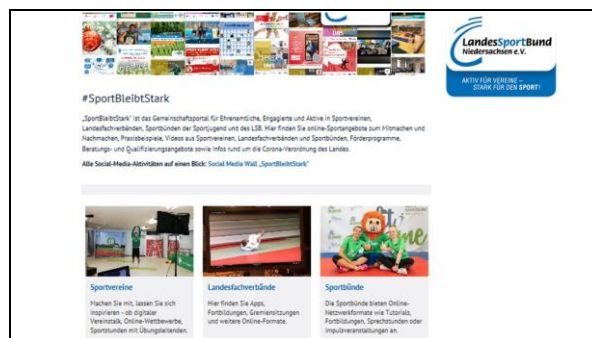 LandesSportBund
Niedersachsen e.V.
AKTIV FÜR VEREINE –
STARK FÜR DEN SPORT!
#SportBleibtStark
„SportBleibtStark" ist das Gemeinschaftsportal für Ehrenamtliche, Engagierte und Aktive in Sportvereinen,
Landesfachverbänden, Sportbünden der Sportjugend und des LSB. Hier finden Sie online-Sportangebote zum Mitmachen und
Nachmachen, Praxisbeispiele, Videos aus Sportvereinen, Landesfachverbänden und Sportbünden, Förderprogramme,
Beratungs- und Qualifizierungsangebote sowie Infos rund um die Corona-Verordnung des Landes.
Alle Social-Media-Aktivitäten auf einen Blick: Social Media Wall „SportBleibtStark"
Sportvereine
Machen Sie mit, lassen Sie sich
inspirieren - ob digitaler
Vereinstalk, Online-Wettbewerbe,
Sportstunden mit Übungsleitenden.
Landesfachverbände
Hier finden Sie Apps,
Fortbildungen, Gremiensitzungen
und weitere Online-Formate.
Sportbünde
Die Sportbünde bieten Online-
Netzwerkformate wie Tutorials,
Fortbildungen, Sprechstunden oder
Impulsveranstaltungen an.